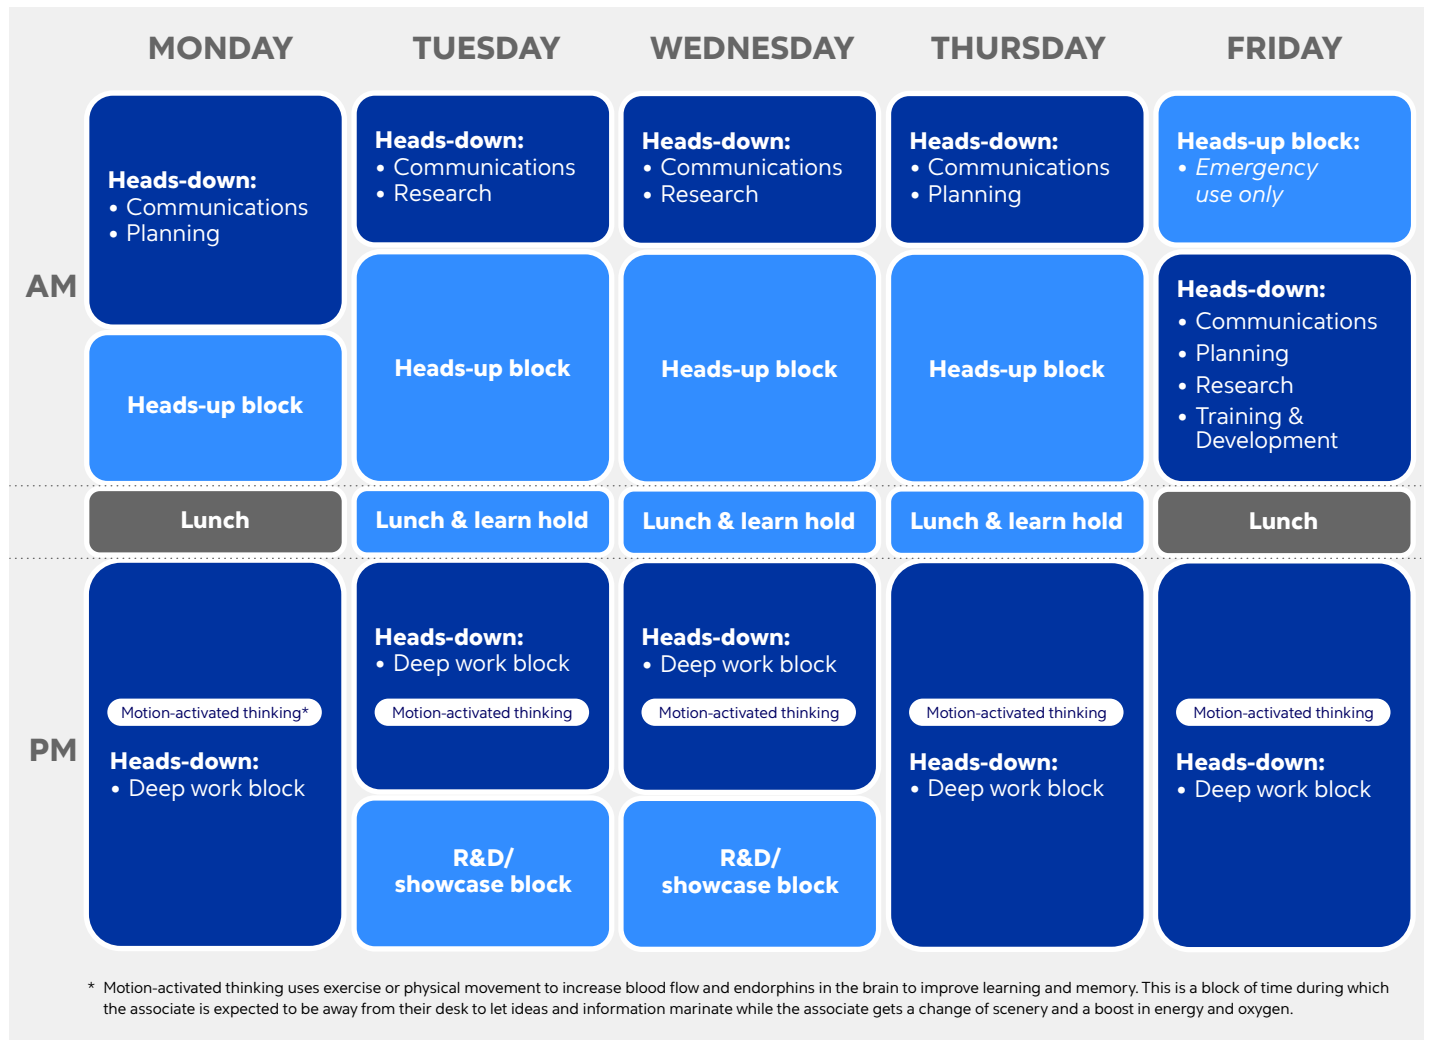 MONDAY TUESDAY WEDNESDAY THURSDAY FRIDAY
AM
Heads-down:
• Communications
• Planning
Heads-up block
Heads-down:
• Communications
• Research
Heads-up block
Heads-down:
• Communications
• Research
Heads-up block
Heads-down:
• Communications
• Planning
Heads-up block
Heads-up block:
• Emergency
use only
Heads-down:
• Communications
• Planning
• Research
• Training &
Development
Lunch
Lunch & learn hold
Lunch & learn hold
Lunch & learn hold
Lunch
PM
Motion-activated thinking*
Heads-down:
• Deep work block
Heads-down:
• Deep work block
Motion-activated thinking
R&D/
showcase block
Heads-down:
• Deep work block
Motion-activated thinking
R&D/
showcase block
Motion-activated thinking
Heads-down:
• Deep work block
Motion-activated thinking
Heads-down:
• Deep work block
* Motion-activated thinking uses exercise or physical movement to increase blood flow and endorphins in the brain to improve learning and memory. This is a block of time during which
the associate is expected to be away from their desk to let ideas and information marinate while the associate gets a change of scenery and a boost in energy and oxygen.